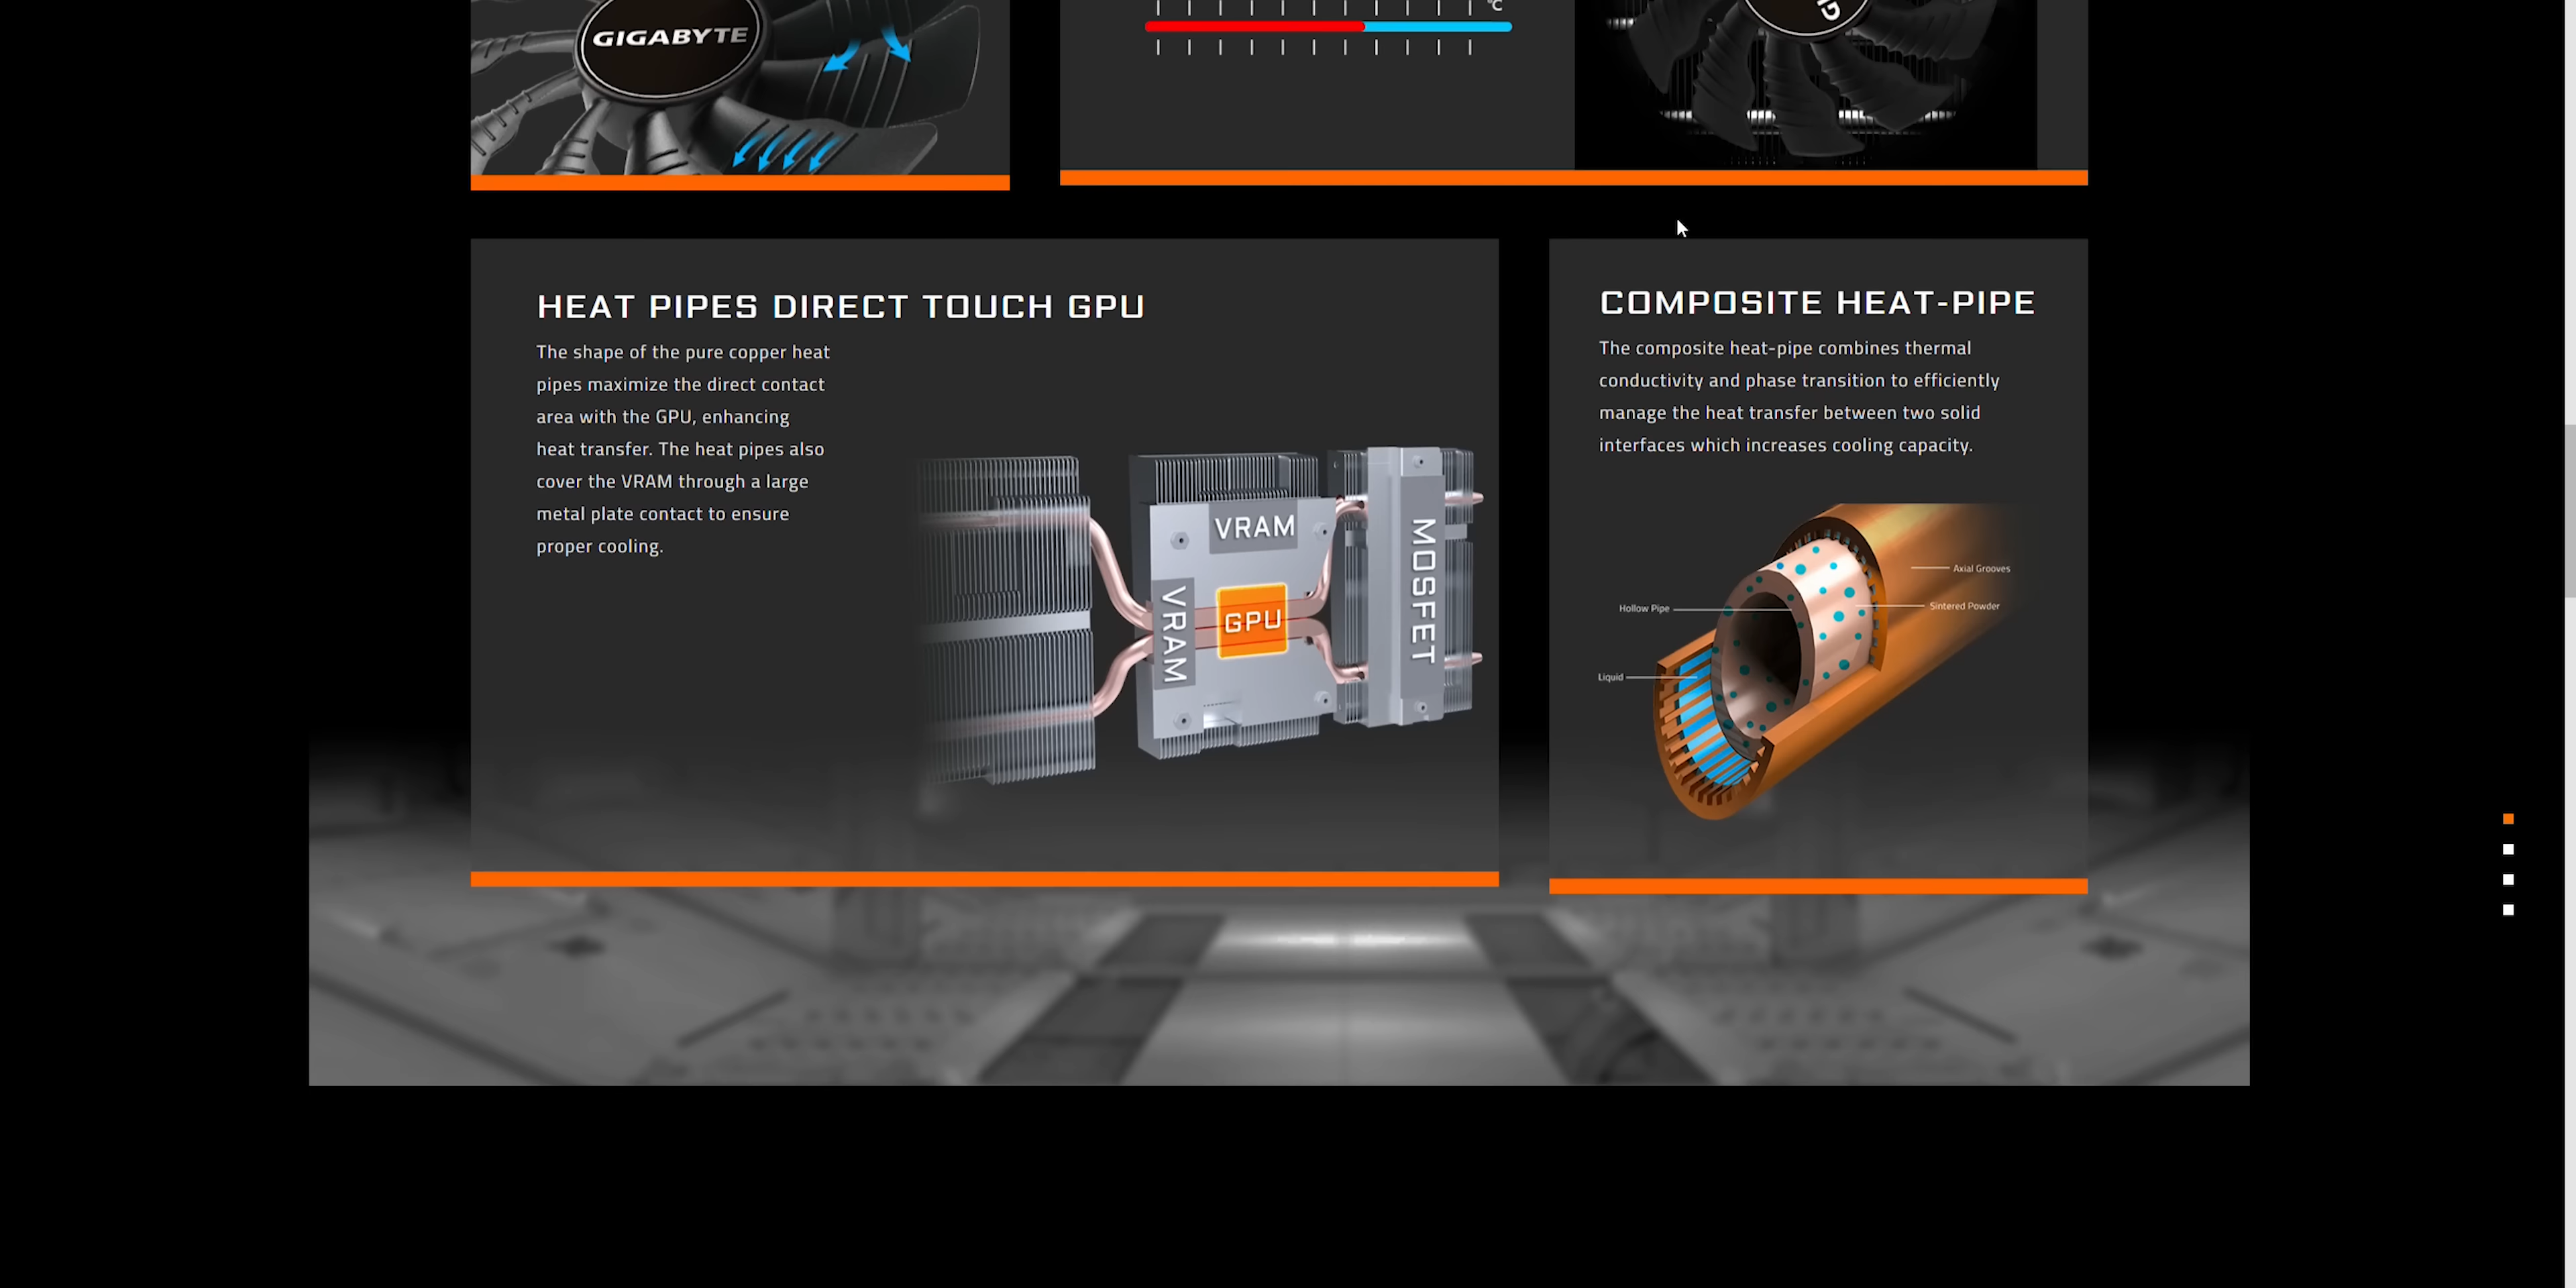 GIGABYTE
°C
G
HEAT PIPES DIRECT TOUCH GPU
The shape of the pure copper heat
pipes maximize the direct contact
area with the GPU, enhancing
heat transfer. The heat pipes also
cover the VRAM through a large
metal plate contact to ensure
proper cooling.
VRAM
VRAM
GPU
MOSFET
COMPOSITE HEAT-PIPE
The composite heat-pipe combines thermal
conductivity and phase transition to efficiently
manage the heat transfer between two solid
interfaces which increases cooling capacity.
Axial Grooves
Hollow Pipe
Sintered Powder
Liquid